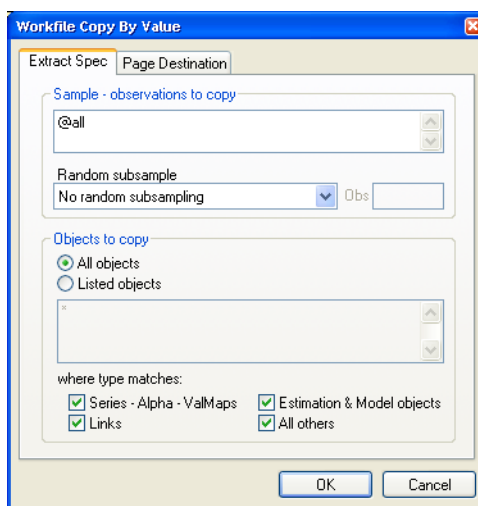 Workfile Copy By Value
Extract Spec Page Destination
Sample - observations to copy
@all
Random subsample
No random subsampling Obs
Objects to copy
All objects
Listed objects
*
where type matches:
Series - Alpha - ValMaps Estimation & Model objects
Links All others
OK Cancel